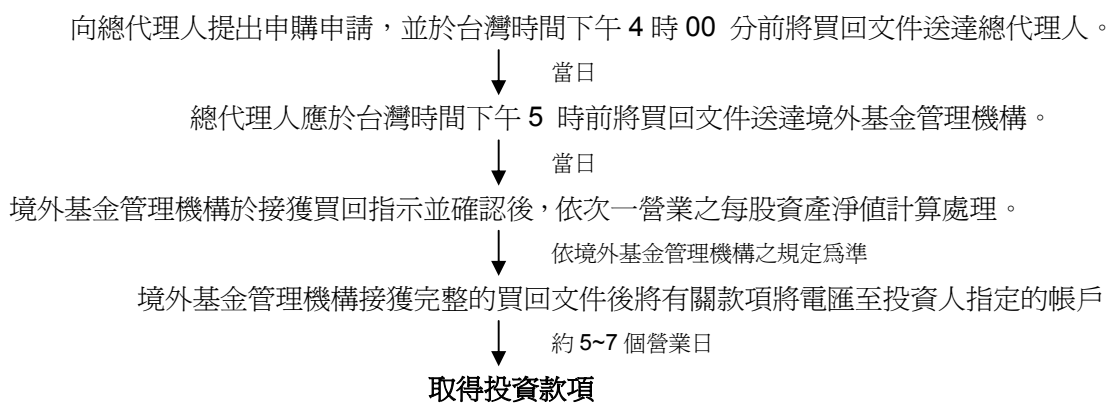 向總代理人提出申購申請，並於台灣時間下午 4 時 00 分前將買回文件送達總代理人。
當日
總代理人應於台灣時間下午 5 時前將買回文件送達境外基金管理機構。
當日
境外基金管理機構於接獲買回指示並確認後，依次一營業之每股資產淨值計算處理。
依境外基金管理機構之規定為準
境外基金管理機構接獲完整的買回文件後將有關款項將電匯至投資人指定的帳戶
約 5~7 個營業日
取得投資款項